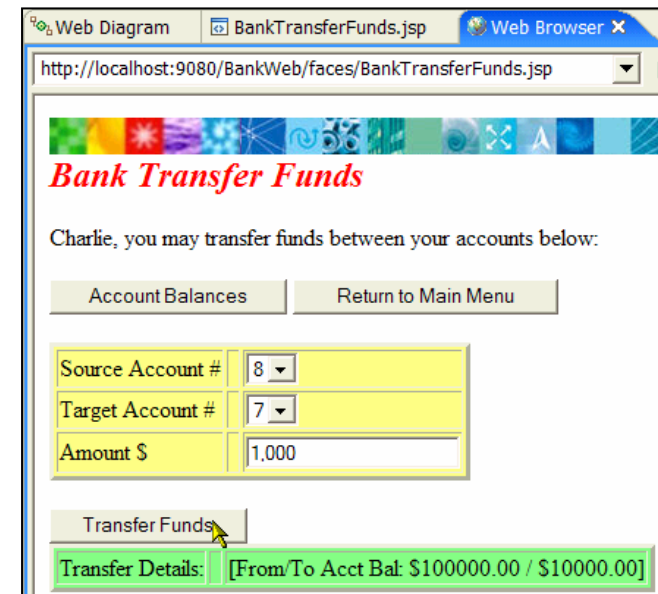 Web Diagram BankTransferFunds.jsp Web Browser
http://localhost:9080/BankWeb/faces/BankTransferFunds.jsp
Bank Transfer Funds
Charlie, you may transfer funds between your accounts below:
Account Balances Return to Main Menu
Source Account # 8
Target Account # 7
Amount $ 1,000
Transfer Funds
Transfer Details: [From/To Acct Bal: $100000.00 / $10000.00]